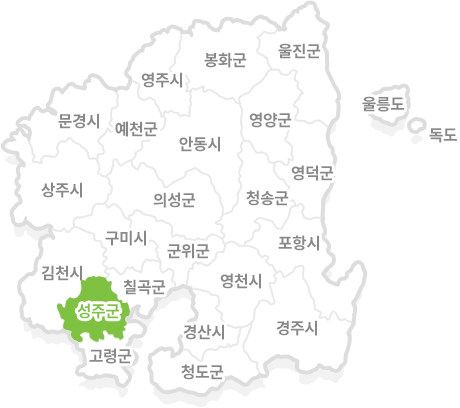 울진군
봉화군
영주시
울릉도
문경시
예천군
영양군
독도
안동시
영덕군
상주시
의성군
청송군
구미시
군위군
포항시
김천시
칠곡군
영천시
성주군
경산시
경주시
고령군
청도군